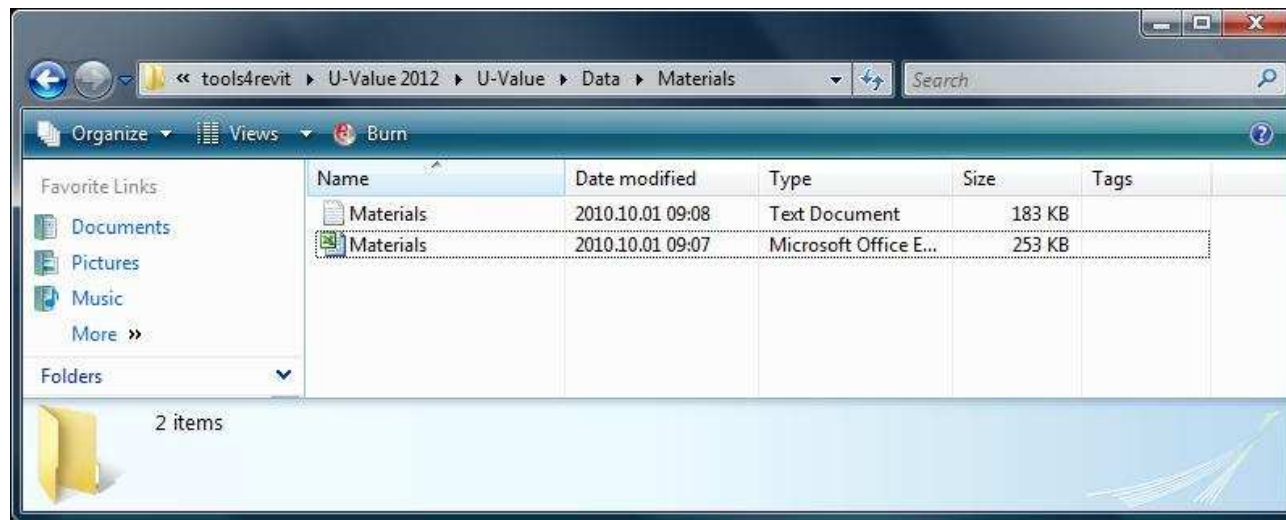 « tools4revit ▸ U-Value 2012 ▸ U-Value ▸ Data ▸ Materials Search
Organize Views Burn
Favorite Links
Documents
Pictures
Music
More »
Folders
Name Date modified Type Size Tags
Materials 2010.10.01 09:08 Text Document 183 KB
Materials 2010.10.01 09:07 Microsoft Office E... 253 KB
2 items